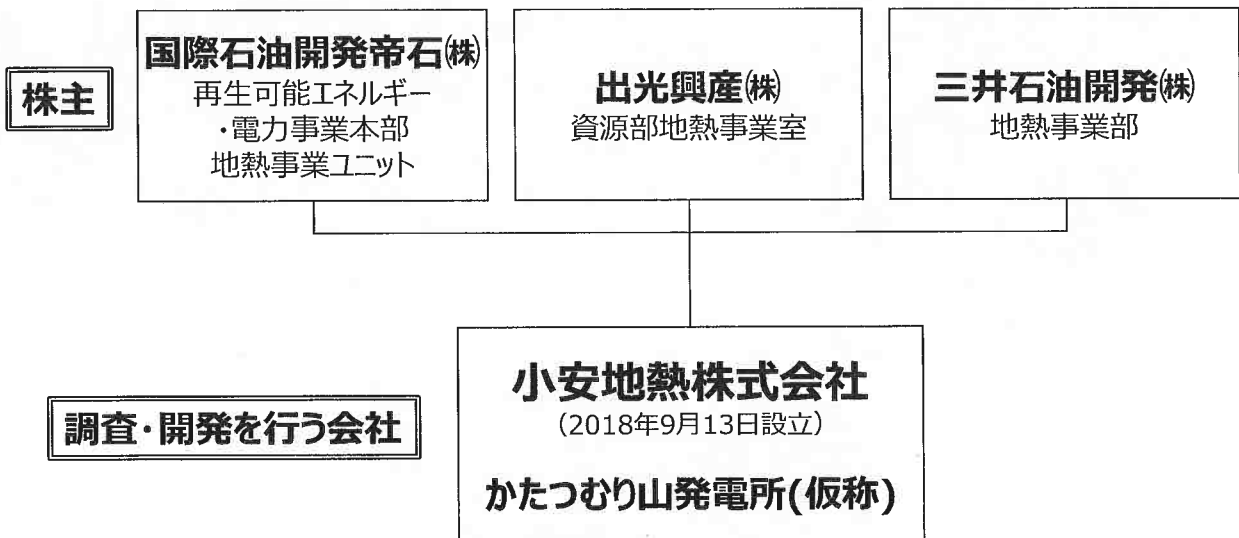 株主
国際石油開発帝石㈱
再生可能エネルギー
・電力事業本部
地熱事業ユニット
出光興産㈱
資源部地熱事業室
三井石油開発㈱
地熱事業部
調査・開発を行う会社
小安地熱株式会社
(2018年9月13日設立)
かたつむり山発電所(仮称)